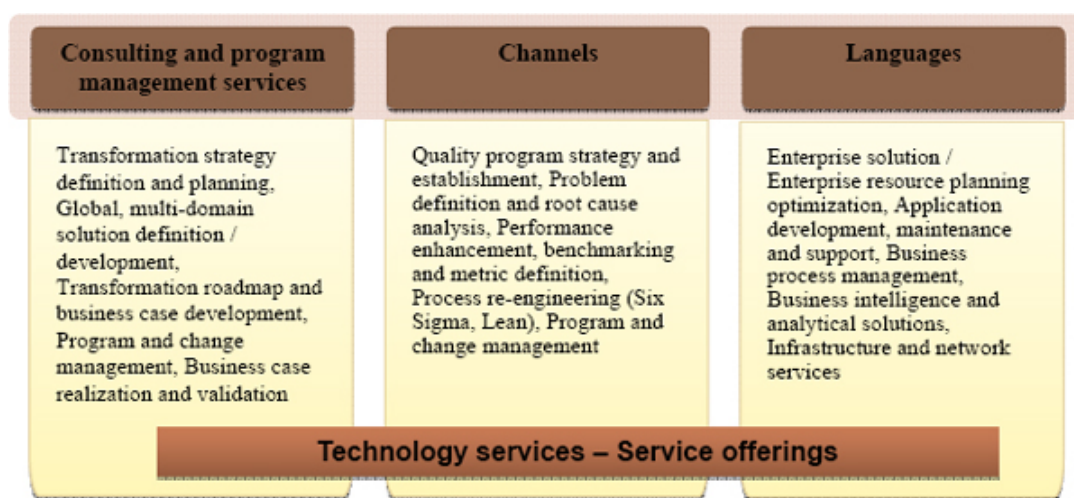 Consulting and program
management services
Transformation strategy
definition and planning,
Global, multi-domain
solution definition /
development,
Transformation roadmap and
business case development,
Program and change
management, Business case
realization and validation
Channels
Quality program strategy and
establishment, Problem
definition and root cause
analysis, Performance
enhancement, benchmarking
and metric definition,
Process re-engineering (Six
Sigma, Lean), Program and
change management
Languages
Enterprise solution /
Enterprise resource planning
optimization, Application
development, maintenance
and support, Business
process management,
Business intelligence and
analytical solutions,
Infrastructure and network
services
Technology services – Service offerings